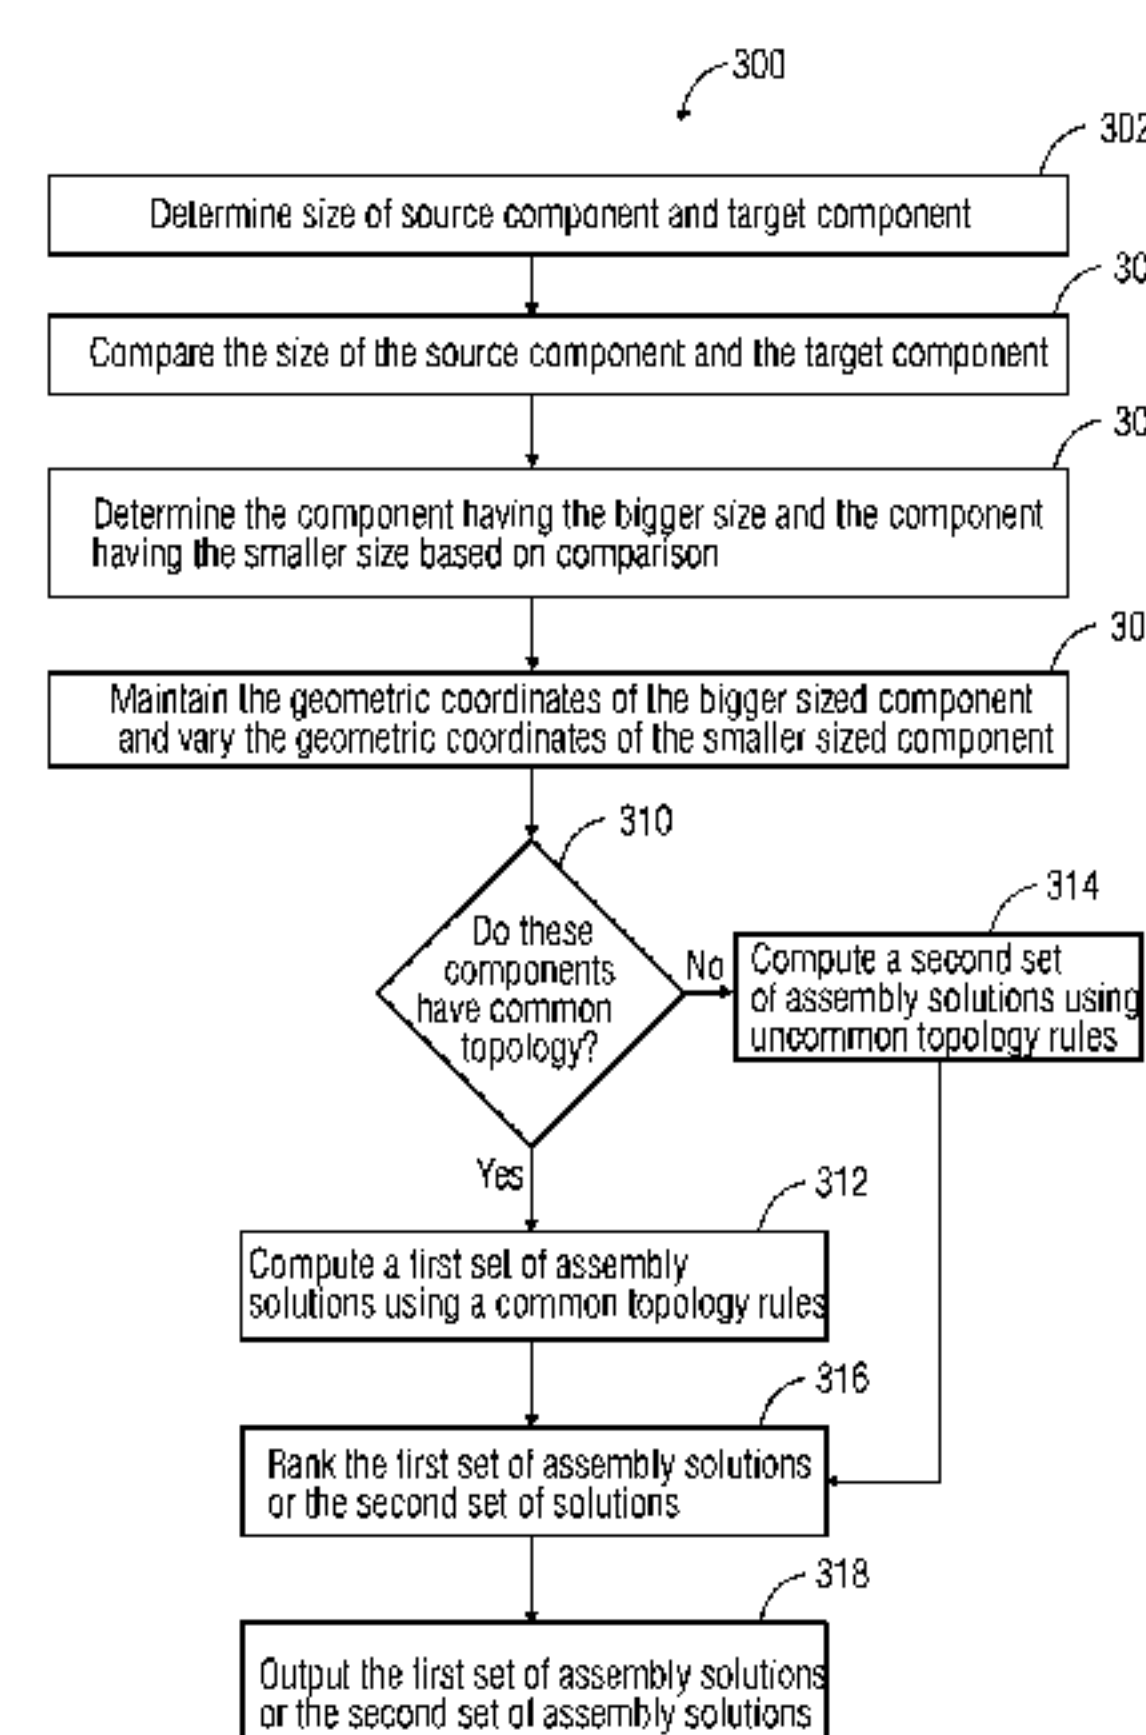 300
302
Determine size of source component and target component
30
Compare the size of the source component and the target component
30
Determine the component having the bigger size and the component
having the smaller size based on comparison
30
Maintain the geometric coordinates of the bigger sized component
and vary the geometric coordinates of the smaller sized component
310
Do these
components
have common
topology?
No
314
Compute a second set
of assembly solutions using
uncommon topology rules
Yes
312
Compute a first set of assembly
solutions using a common topology rules
316
Rank the first set of assembly solutions
or the second set of solutions
318
Output the first set of assembly solutions
or the second set of assembly solutions